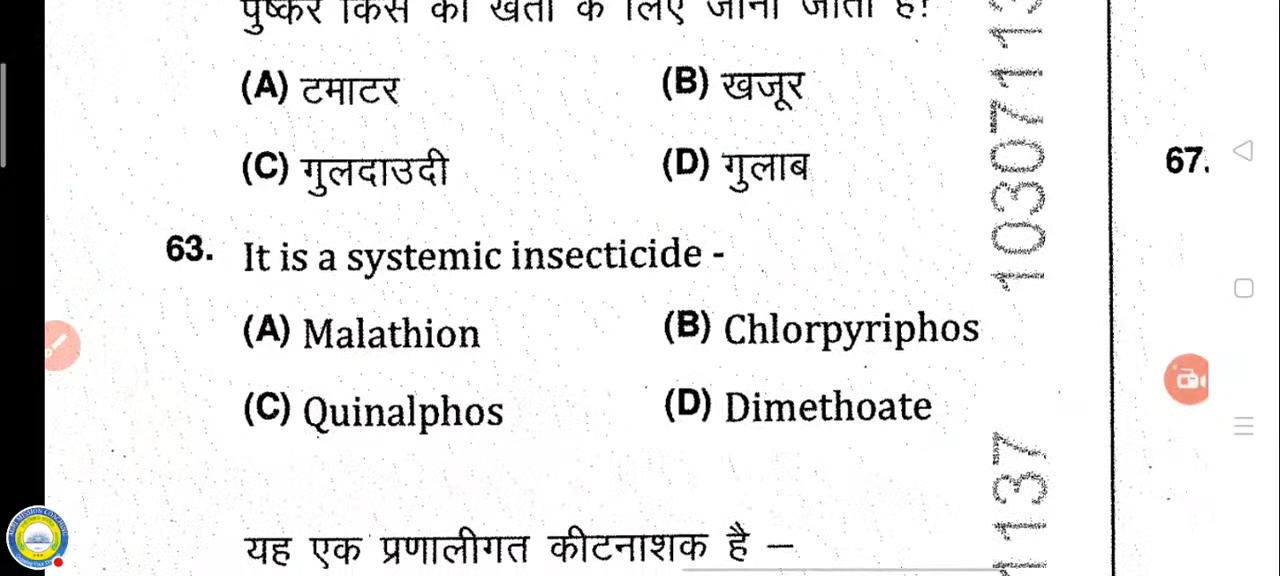 पुष्कर किस की खेती के लिए जाना जाता है?
(A) टमाटर
(B) खजूर
(C) गुलदाउदी
(D) गुलाब
63. It is a systemic insecticide -
(A) Malathion
(B) Chlorpyriphos
(C) Quinalphos
(D) Dimethoate
यह एक प्रणालीगत कीटनाशक है –
67.